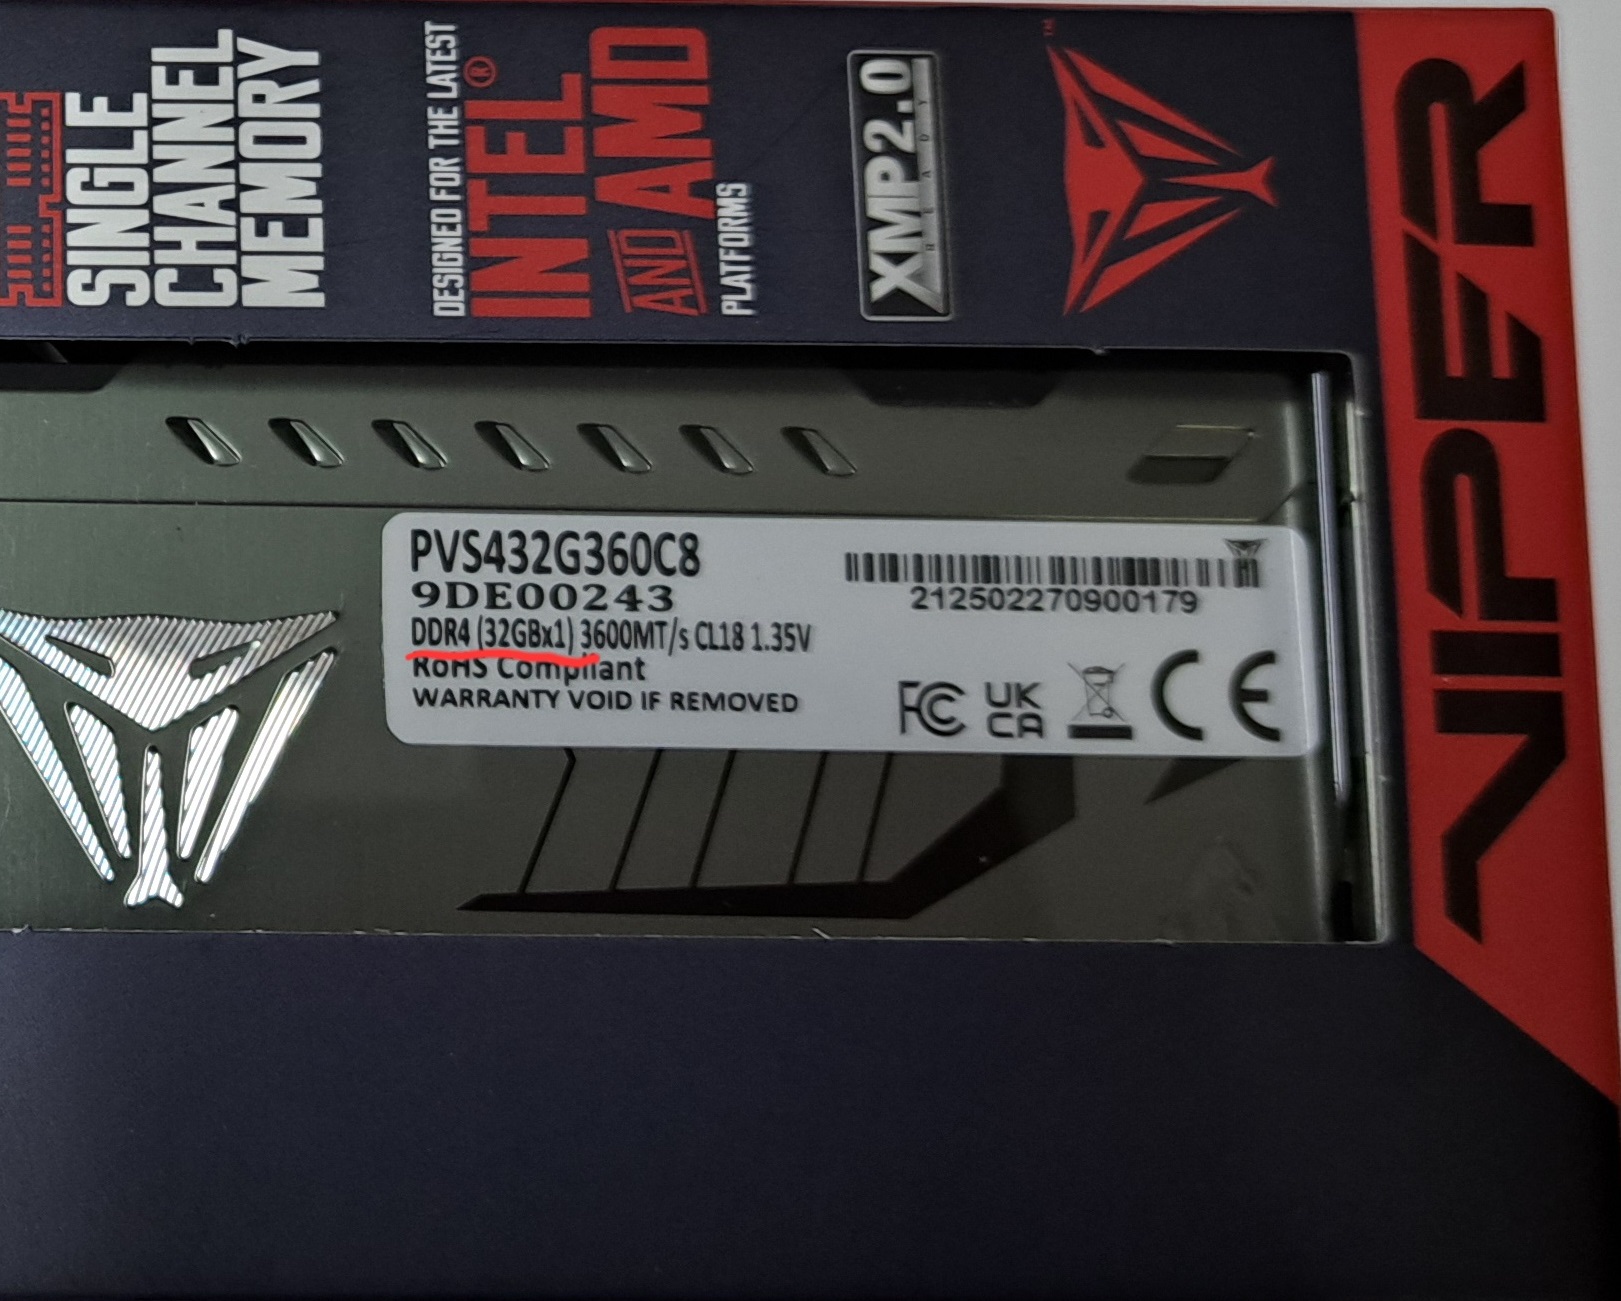 SINGLE
CHANNEL
MEMORY
DESIGNED FOR THE LATEST
INTEL®
AND AMD
PLATFORMS
XMP2.0
READY
™
VIPER
PVS432G360C8
9DE00243
DDR4 (32GBx1) 3600MT/s CL18 1.35V
RoHS Compliant
WARRANTY VOID IF REMOVED
212502270900179
FC
UK
CA
CE